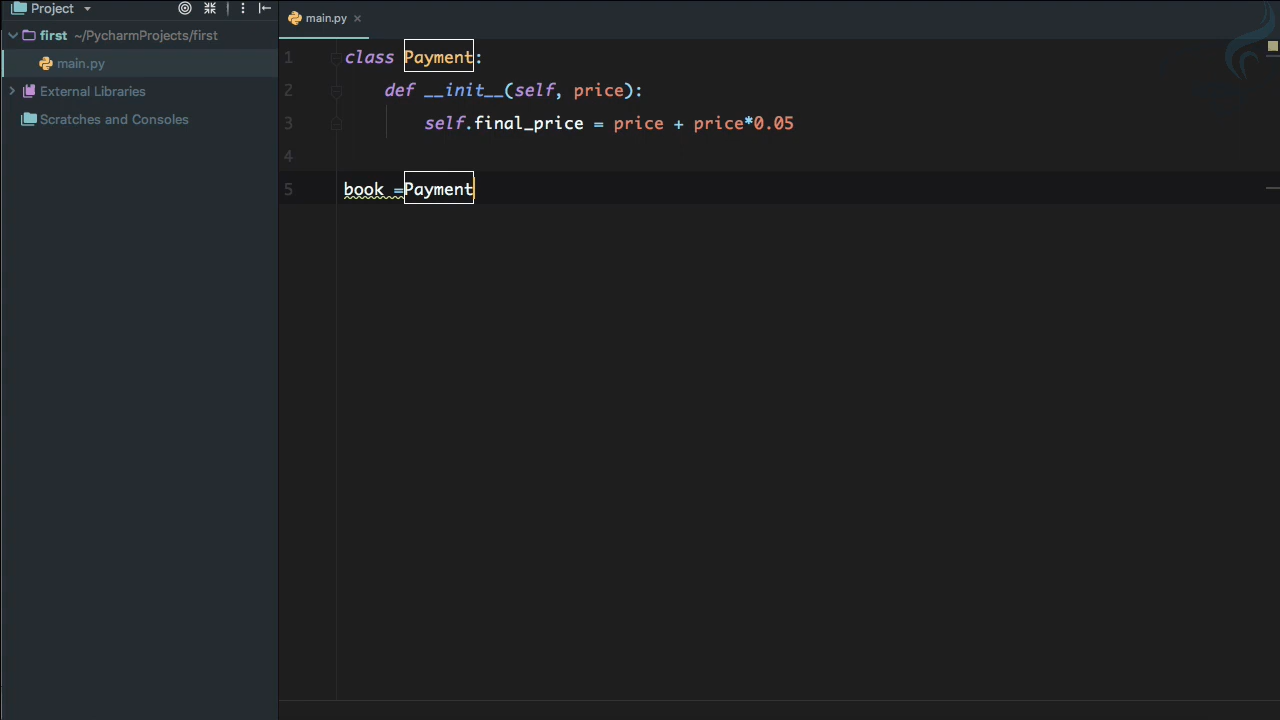 Project
main.py
first ~/PycharmProjects/first
main.py
External Libraries
Scratches and Consoles
1 class Payment:
2 def __init__(self, price):
3 self.final_price = price + price*0.05
4
5 book =Payment